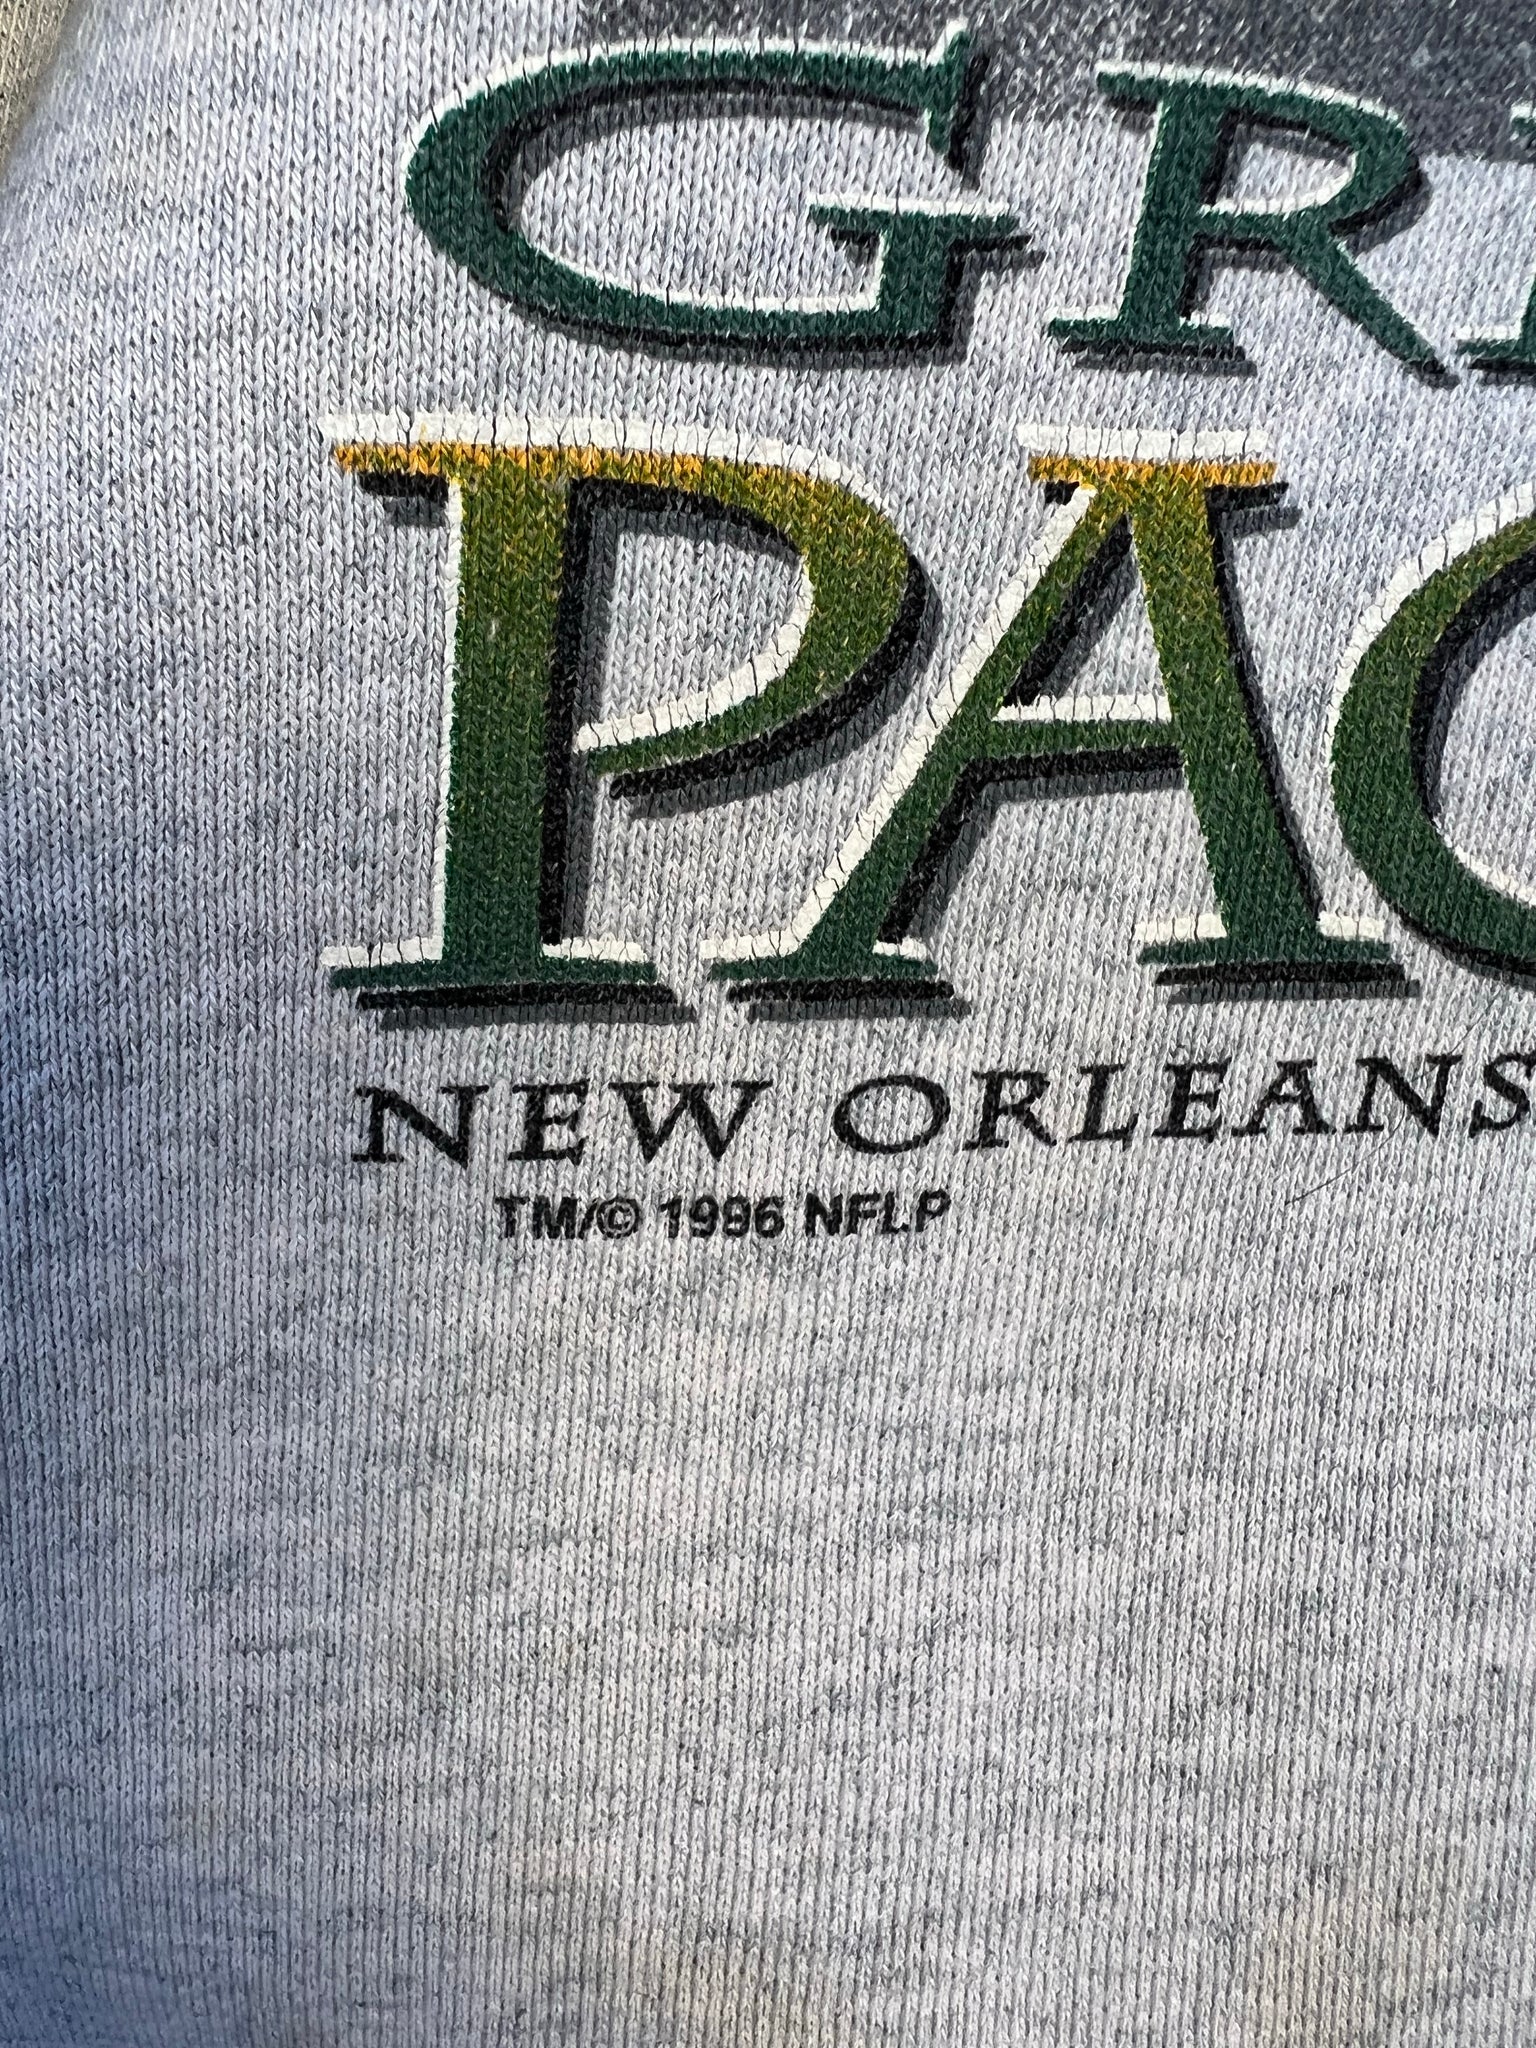 GR
PAC
NEW ORLEANS
TM/© 1996 NFLP